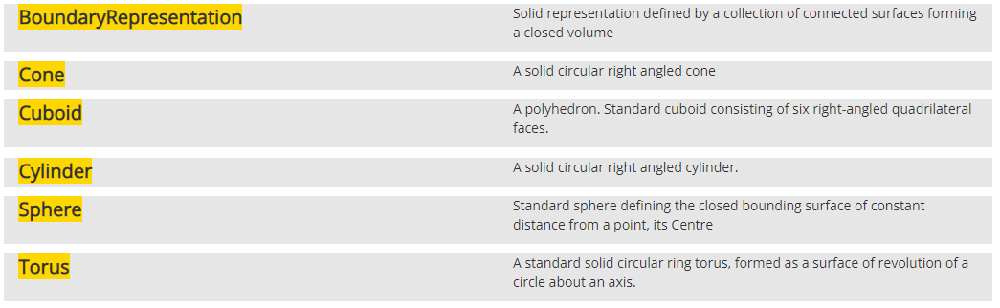 BoundaryRepresentation
Solid representation defined by a collection of connected surfaces forming
a closed volume
Cone
A solid circular right angled cone
Cuboid
A polyhedron. Standard cuboid consisting of six right-angled quadrilateral
faces.
Cylinder
A solid circular right angled cylinder.
Sphere
Standard sphere defining the closed bounding surface of constant
distance from a point, its Centre
Torus
A standard solid circular ring torus, formed as a surface of revolution of a
circle about an axis.